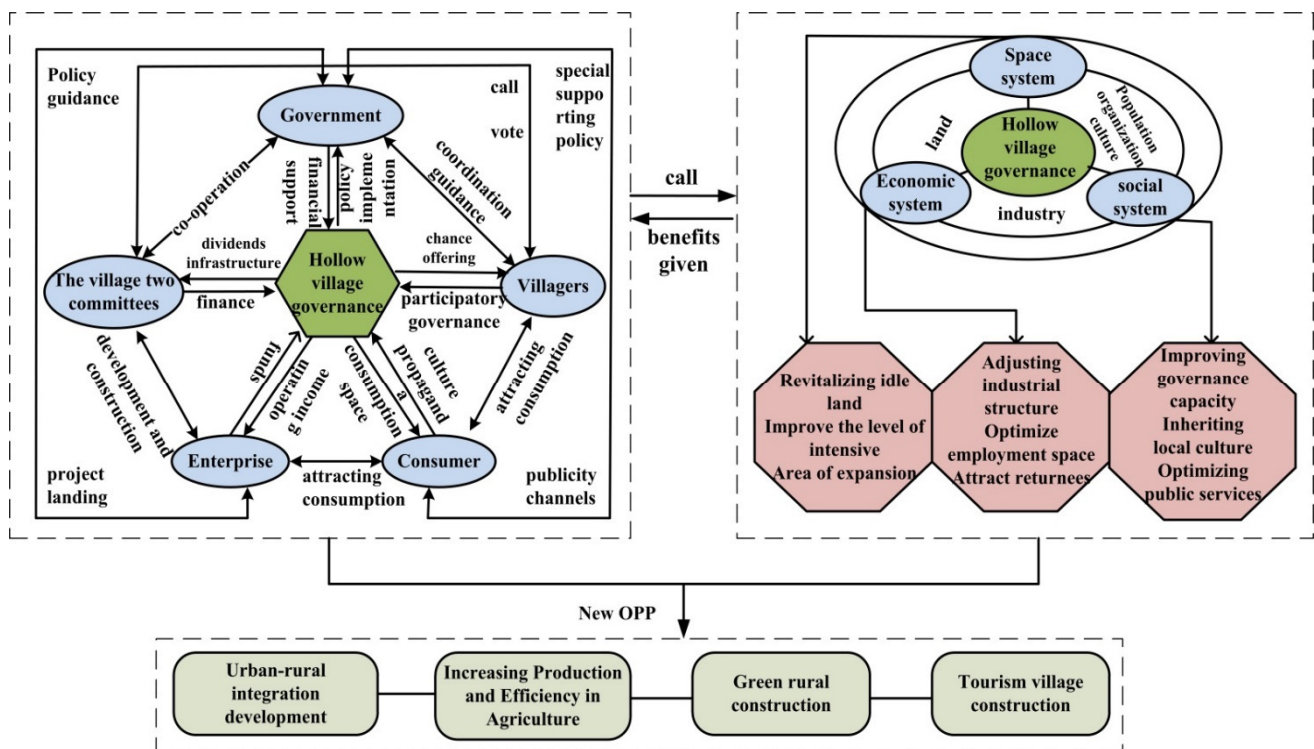 Policy
guidance
call
vote
special
suppo
rting
policy
Government
co-operation
financial
support
policy
impleme
ntation
coordination
guidance
dividends
infrastructure
chance
offering
The village two
committees
finance
Hollow
village
governance
participatory
governance
Villagers
development and
construction
funds
operatin
g income
consumption
space
culture
propagand
a
attracting
consumption
Enterprise
attracting
consumption
Consumer
project
landing
publicity
channels
call
benefits
given
Space
system
land
Population
organization
culture
Hollow
village
governance
Economic
system
social
system
industry
Revitalizing idle
land
Improve the level of
intensive
Area of expansion
Adjusting
industrial
structure
Optimize
employment space
Attract returnees
Improving
governance
capacity
Inheriting
local culture
Optimizing
public services
New OPP
Urban-rural
integration
development
Increasing Production
and Efficiency in
Agriculture
Green rural
construction
Tourism village
construction